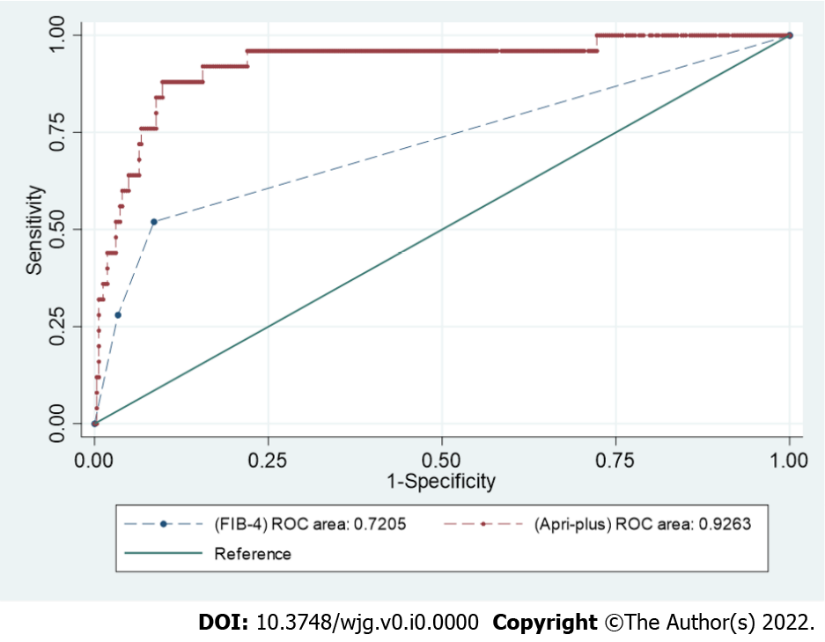 1.00
0.75
0.50
0.25
0.00
Sensitivity
0.00 0.25 0.50 0.75 1.00
1-Specificity
(FIB-4) ROC area: 0.7205 (Apri-plus) ROC area: 0.9263
Reference
DOI: 10.3748/wjg.v0.i0.0000 Copyright ©The Author(s) 2022.